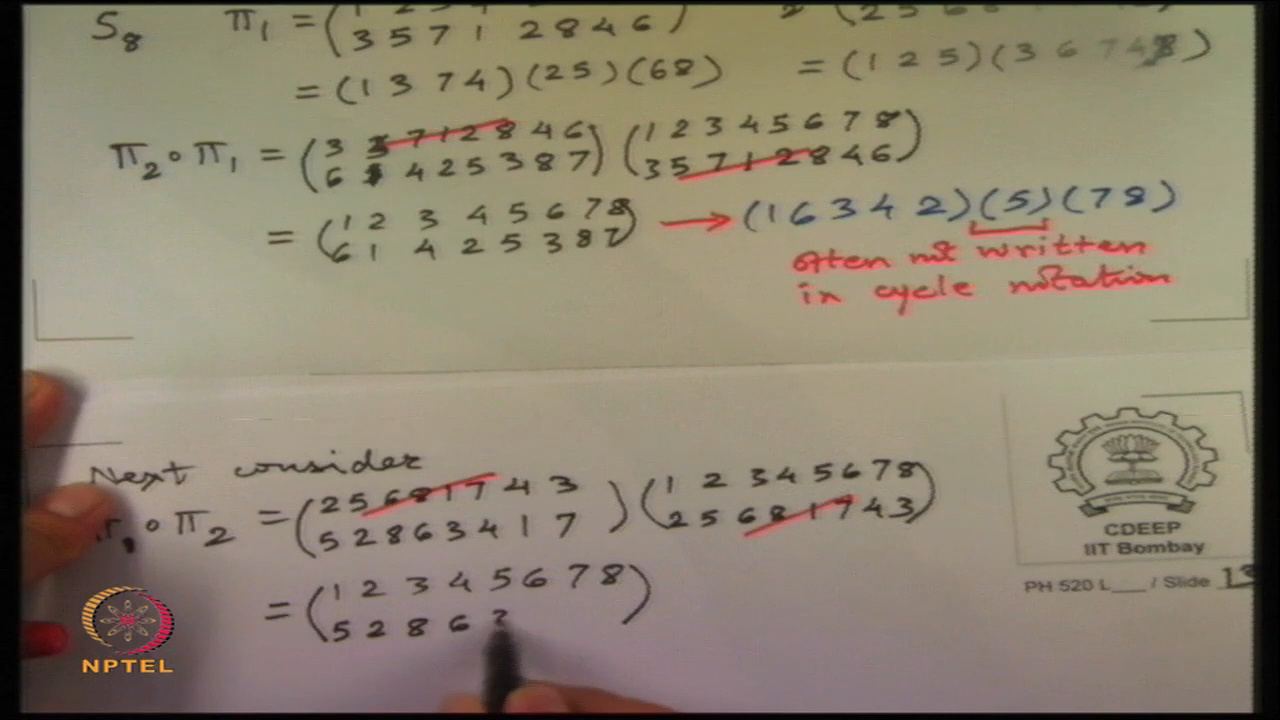 S8 π1 = (
3 5 7 1 2 8 4 6)
= (1 3 7 4)(2 5)(6 8) = (1 2 5)(3 6 7 4 8)
π2∘π1 = (3 5 7 1 2 8 4 6) (1 2 3 4 5 6 7 8)
(6 1 4 2 5 3 8 7) (3 5 7 1 2 8 4 6)
= (1 2 3 4 5 6 7 8) → (1 6 3 4 2)(5)(7 8)
(6 1 4 2 5 3 8 7)
often not written
in cycle notation
Next consider
∘π2 = (2 5 6 8 1 7 4 3) (1 2 3 4 5 6 7 8)
(5 2 8 6 3 4 1 7) (2 5 6 8 1 7 4 3)
= (1 2 3 4 5 6 7 8)
(5 2 8 6
CDEEP
IIT Bombay
PH 520 L___ / Slide 13
NPTEL